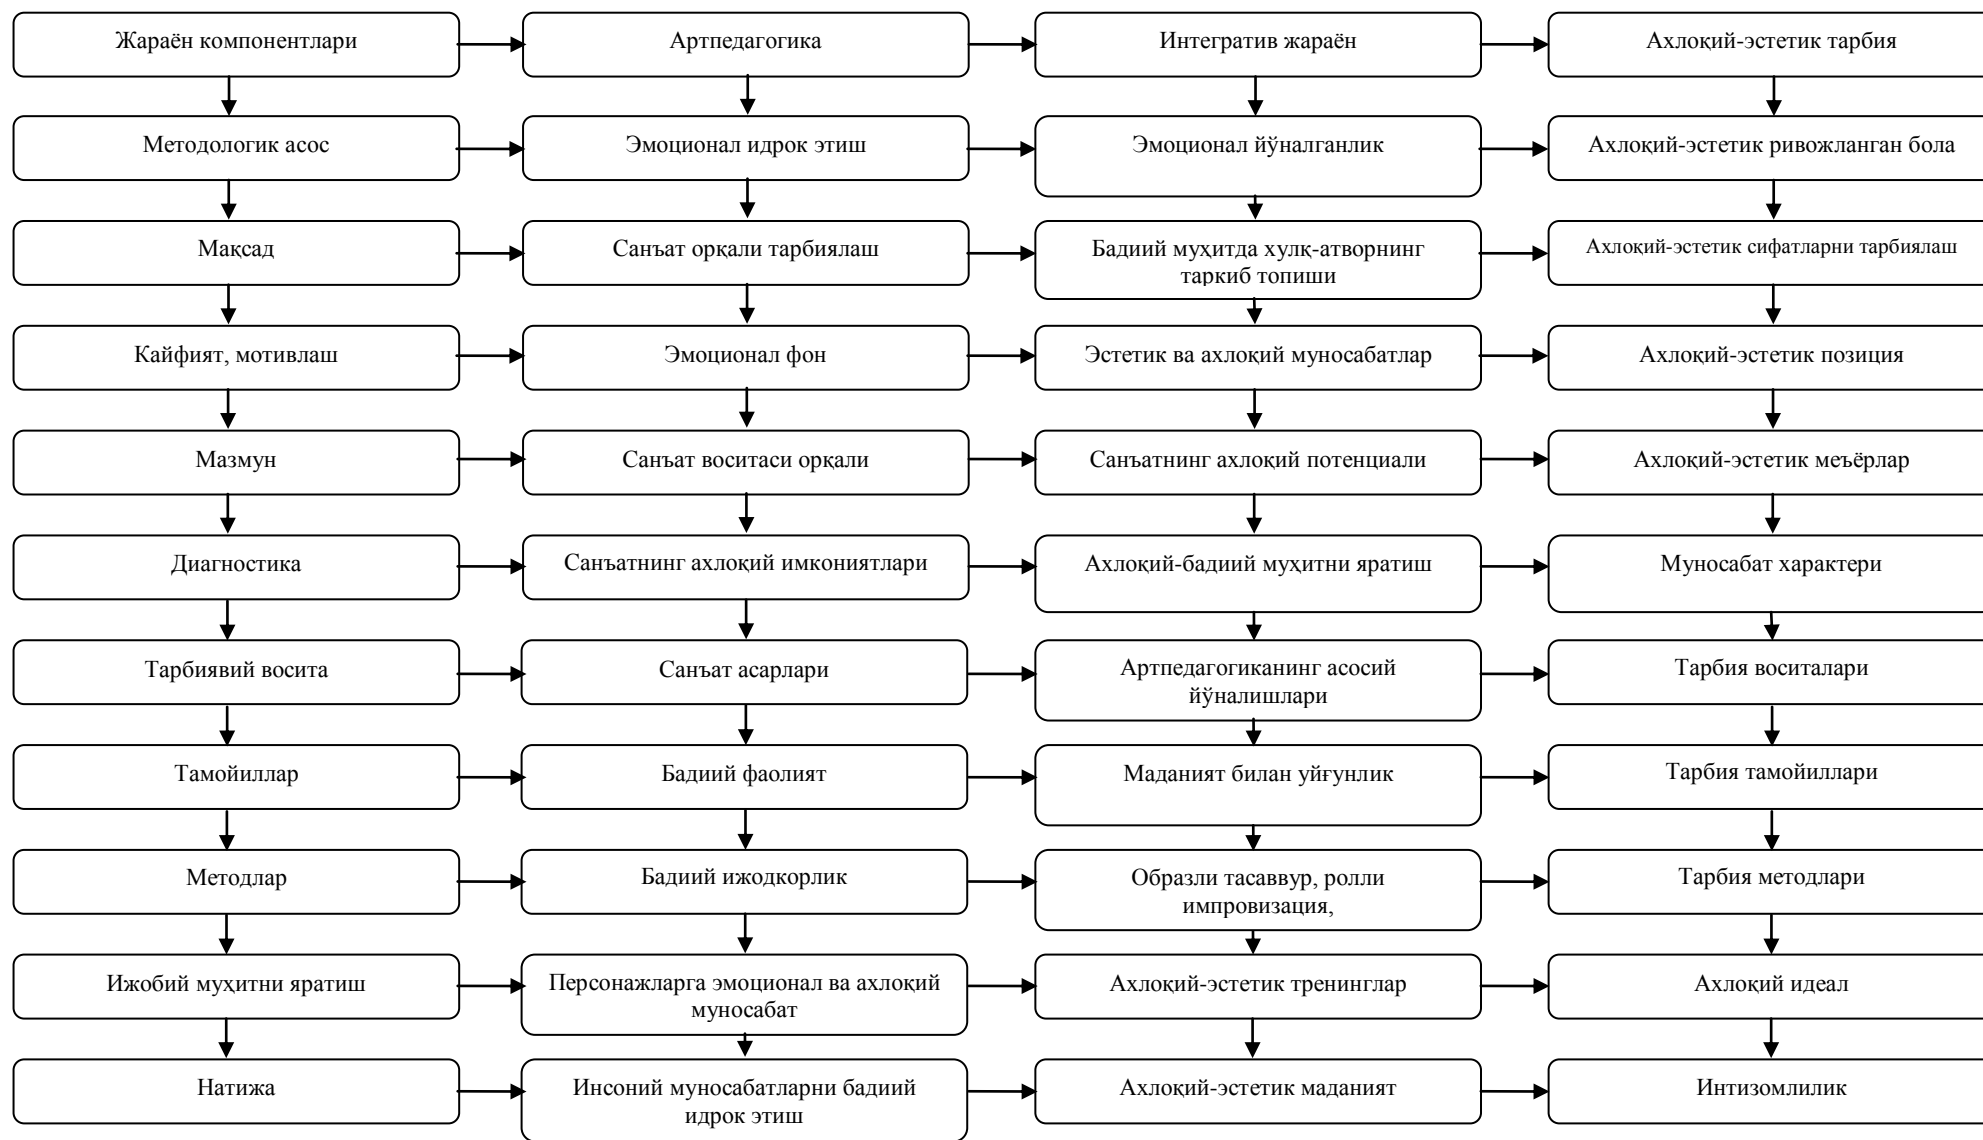 Жараён компонентлари
Артпедагогика
Интегратив жараён
Ахлоқий-эстетик тарбия
Методологик асос
Эмоционал идрок этиш
Эмоционал йўналганлик
Ахлоқий-эстетик ривожланган бола
Мақсад
Санъат орқали тарбиялаш
Бадиий муҳитда хулқ-атворнинг
таркиб топиши
Ахлоқий-эстетик сифатларни тарбиялаш
Кайфият, мотивлаш
Эмоционал фон
Эстетик ва ахлоқий муносабатлар
Ахлоқий-эстетик позиция
Мазмун
Санъат воситаси орқали
Санъатнинг ахлоқий потенциали
Ахлоқий-эстетик меъёрлар
Диагностика
Санъатнинг ахлоқий имкониятлари
Ахлоқий-бадиий муҳитни яратиш
Муносабат характери
Тарбиявий восита
Санъат асарлари
Артпедагогиканинг асосий
йўналишлари
Тарбия воситалари
Тамойиллар
Бадиий фаолият
Маданият билан уйғунлик
Тарбия тамойиллари
Методлар
Бадиий ижодкорлик
Образли тасаввур, ролли
импровизация,
Тарбия методлари
Ижобий муҳитни яратиш
Персонажларга эмоционал ва ахлоқий
муносабат
Ахлоқий-эстетик тренинглар
Ахлоқий идеал
Натижа
Инсоний муносабатларни бадиий
идрок этиш
Ахлоқий-эстетик маданият
Интизомлилик